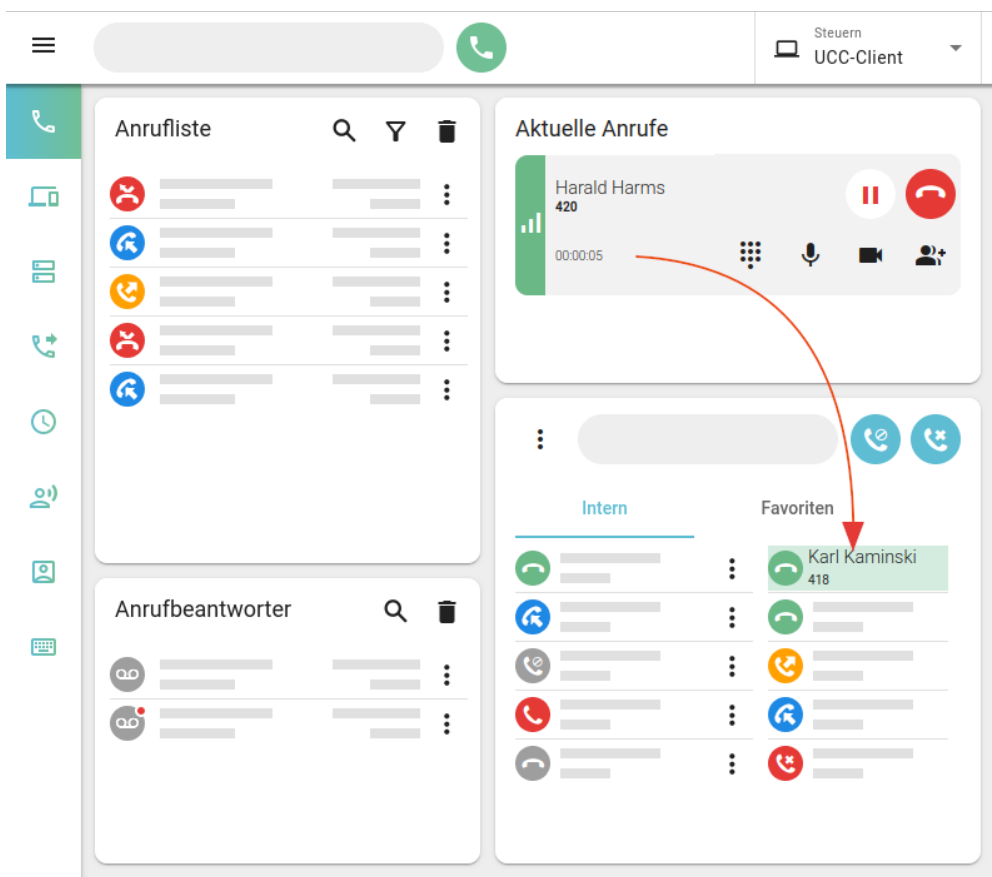 Steuern
UCC-Client
Anrufliste
Aktuelle Anrufe
Harald Harms
420
00:00:05
Intern
Favoriten
Karl Kaminski
418
Anrufbeantworter